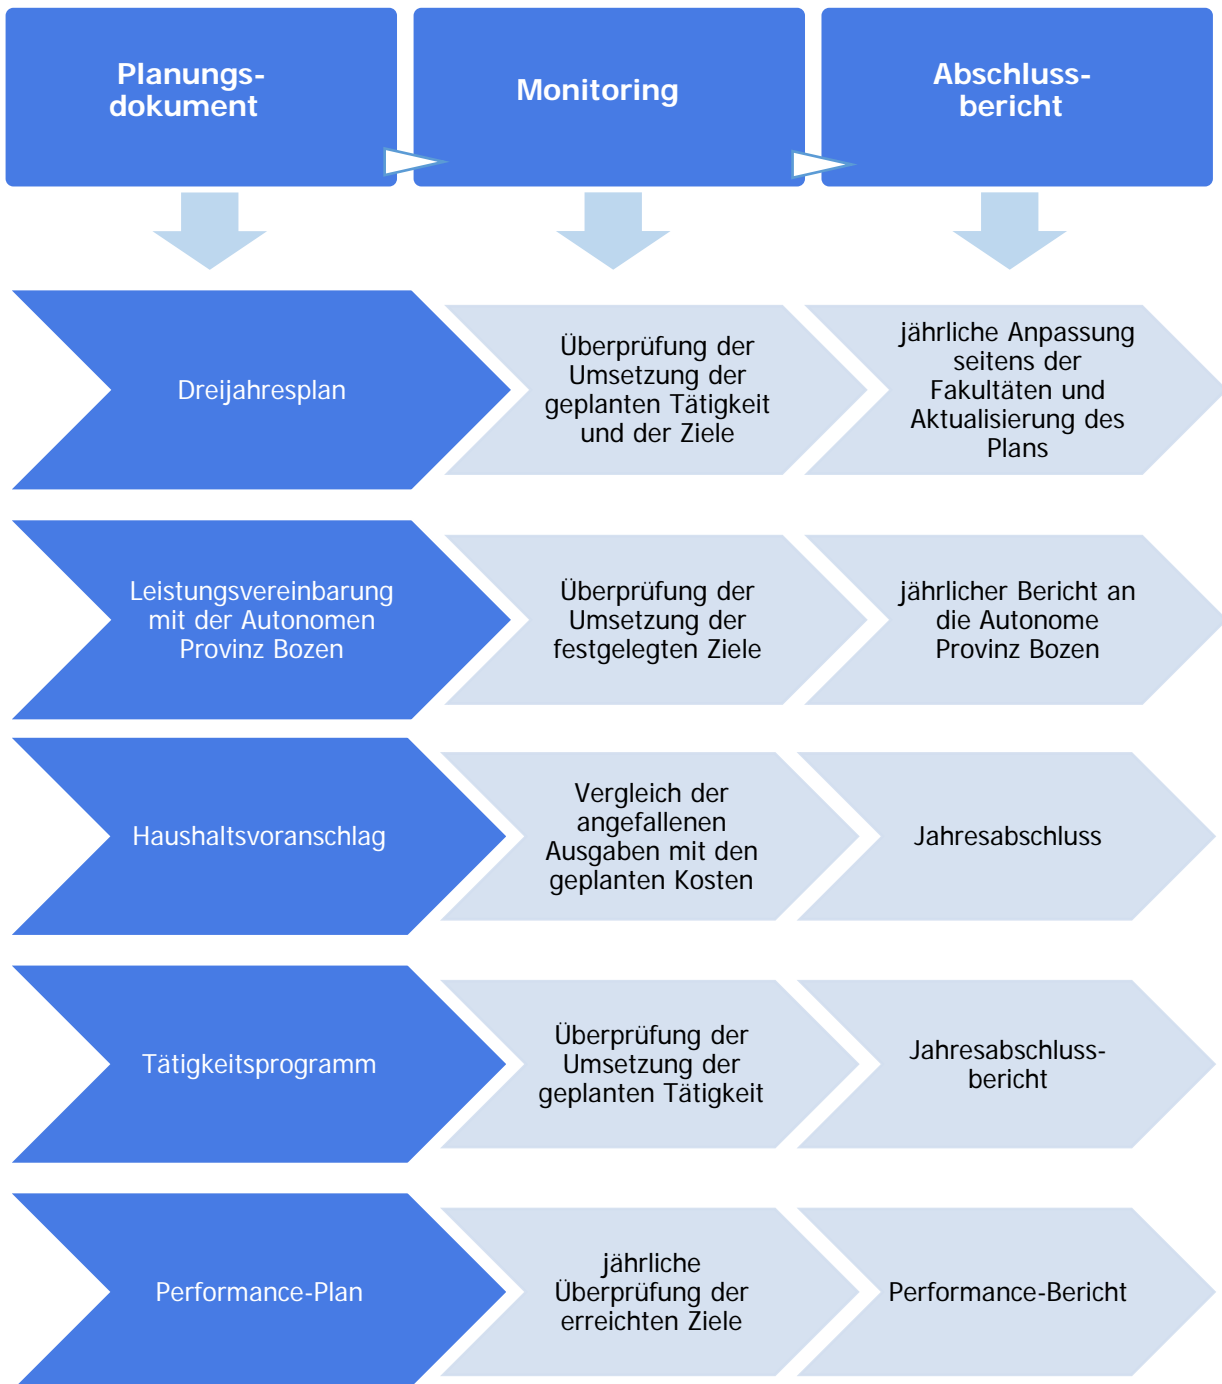 Planungs-
dokument
Monitoring
Abschluss-
bericht
Dreijahresplan
Überprüfung der
Umsetzung der
geplanten Tätigkeit
und der Ziele
jährliche Anpassung
seitens der
Fakultäten und
Aktualisierung des
Plans
Leistungsvereinbarung
mit der Autonomen
Provinz Bozen
Überprüfung der
Umsetzung der
festgelegten Ziele
jährlicher Bericht an
die Autonome
Provinz Bozen
Haushaltsvoranschlag
Vergleich der
angefallenen
Ausgaben mit den
geplanten Kosten
Jahresabschluss
Tätigkeitsprogramm
Überprüfung der
Umsetzung der
geplanten Tätigkeit
Jahresabschluss-
bericht
Performance-Plan
jährliche
Überprüfung der
erreichten Ziele
Performance-Bericht